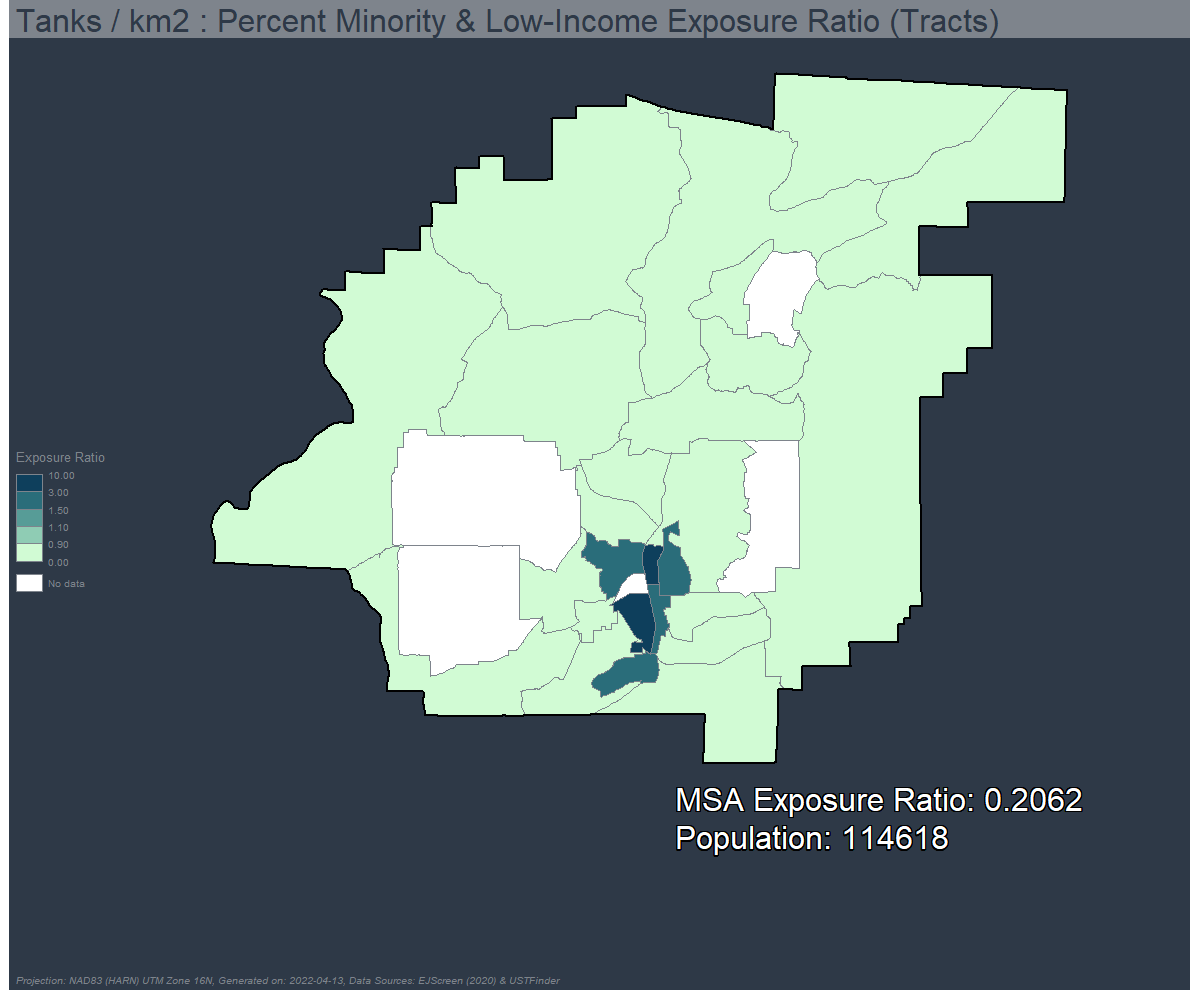 Tanks / km2 : Percent Minority & Low-Income Exposure Ratio (Tracts)
Exposure Ratio
10.00
3.00
1.50
1.10
0.90
0.00
No data
MSA Exposure Ratio: 0.2062
Population: 114618
Projection: NAD83 (HARN) UTM Zone 16N, Generated on: 2022-04-13, Data Sources: EJScreen (2020) & USTFinder